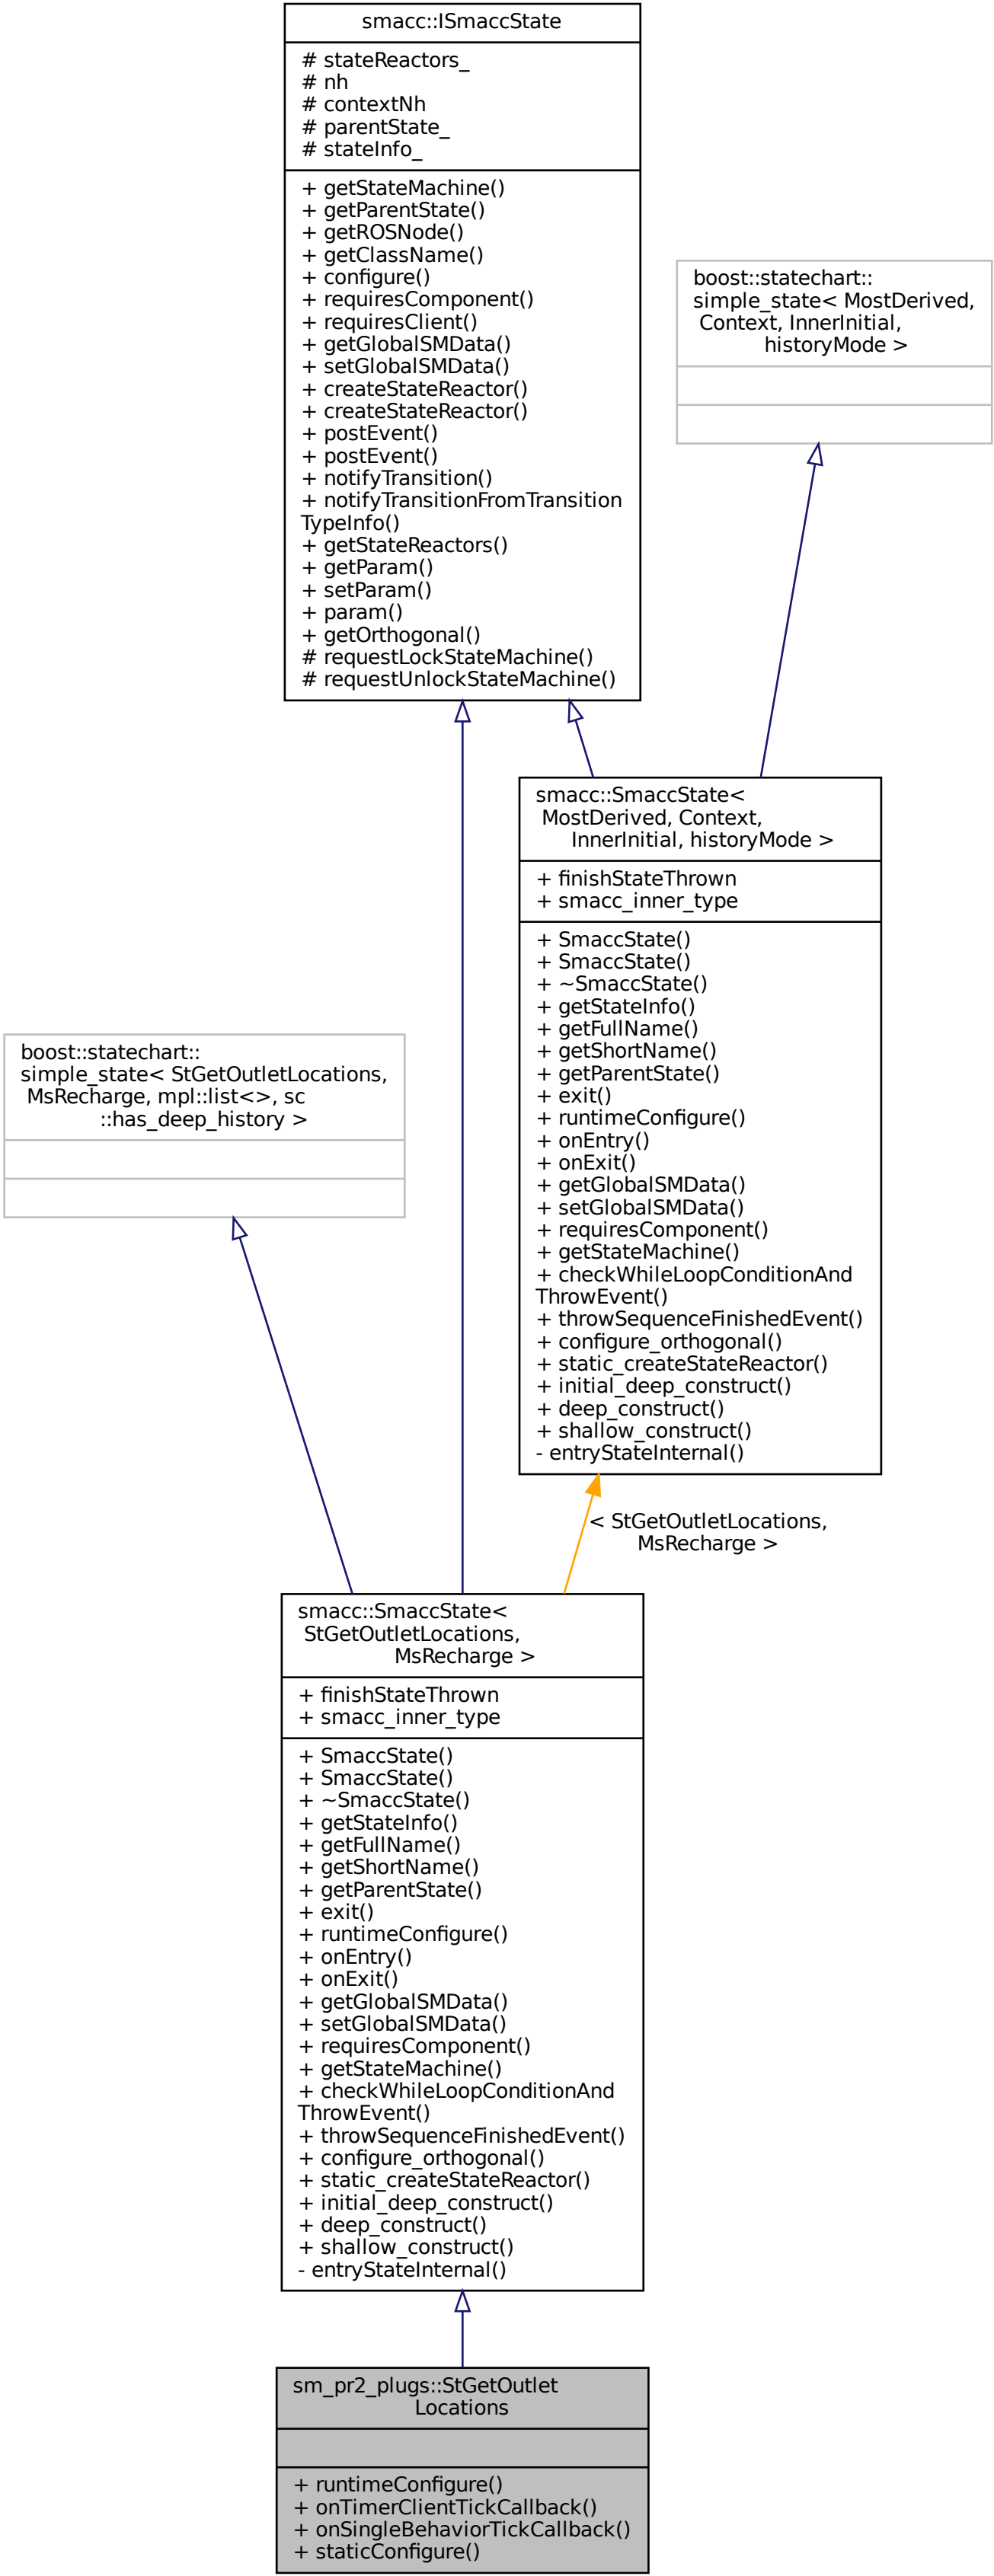 smacc::ISmaccState
# stateReactors_
# nh
# contextNh
# parentState_
# stateInfo_
+ getStateMachine()
+ getParentState()
+ getROSNode()
+ getClassName()
+ configure()
+ requiresComponent()
+ requiresClient()
+ getGlobalSMData()
+ setGlobalSMData()
+ createStateReactor()
+ createStateReactor()
+ postEvent()
+ postEvent()
+ notifyTransition()
+ notifyTransitionFromTransition
TypeInfo()
+ getStateReactors()
+ getParam()
+ setParam()
+ param()
+ getOrthogonal()
# requestLockStateMachine()
# requestUnlockStateMachine()
boost::statechart::
simple_state< MostDerived,
Context, InnerInitial,
historyMode >
smacc::SmaccState<
MostDerived, Context,
InnerInitial, historyMode >
+ finishStateThrown
+ smacc_inner_type
+ SmaccState()
+ SmaccState()
+ ~SmaccState()
+ getStateInfo()
+ getFullName()
+ getShortName()
+ getParentState()
+ exit()
+ runtimeConfigure()
+ onEntry()
+ onExit()
+ getGlobalSMData()
+ setGlobalSMData()
+ requiresComponent()
+ getStateMachine()
+ checkWhileLoopConditionAnd
ThrowEvent()
+ throwSequenceFinishedEvent()
+ configure_orthogonal()
+ static_createStateReactor()
+ initial_deep_construct()
+ deep_construct()
+ shallow_construct()
- entryStateInternal()
boost::statechart::
simple_state< StGetOutletLocations,
MsRecharge, mpl::list<>, sc
::has_deep_history >
< StGetOutletLocations,
MsRecharge >
smacc::SmaccState<
StGetOutletLocations,
MsRecharge >
+ finishStateThrown
+ smacc_inner_type
+ SmaccState()
+ SmaccState()
+ ~SmaccState()
+ getStateInfo()
+ getFullName()
+ getShortName()
+ getParentState()
+ exit()
+ runtimeConfigure()
+ onEntry()
+ onExit()
+ getGlobalSMData()
+ setGlobalSMData()
+ requiresComponent()
+ getStateMachine()
+ checkWhileLoopConditionAnd
ThrowEvent()
+ throwSequenceFinishedEvent()
+ configure_orthogonal()
+ static_createStateReactor()
+ initial_deep_construct()
+ deep_construct()
+ shallow_construct()
- entryStateInternal()
sm_pr2_plugs::StGetOutlet
Locations
+ runtimeConfigure()
+ onTimerClientTickCallback()
+ onSingleBehaviorTickCallback()
+ staticConfigure()